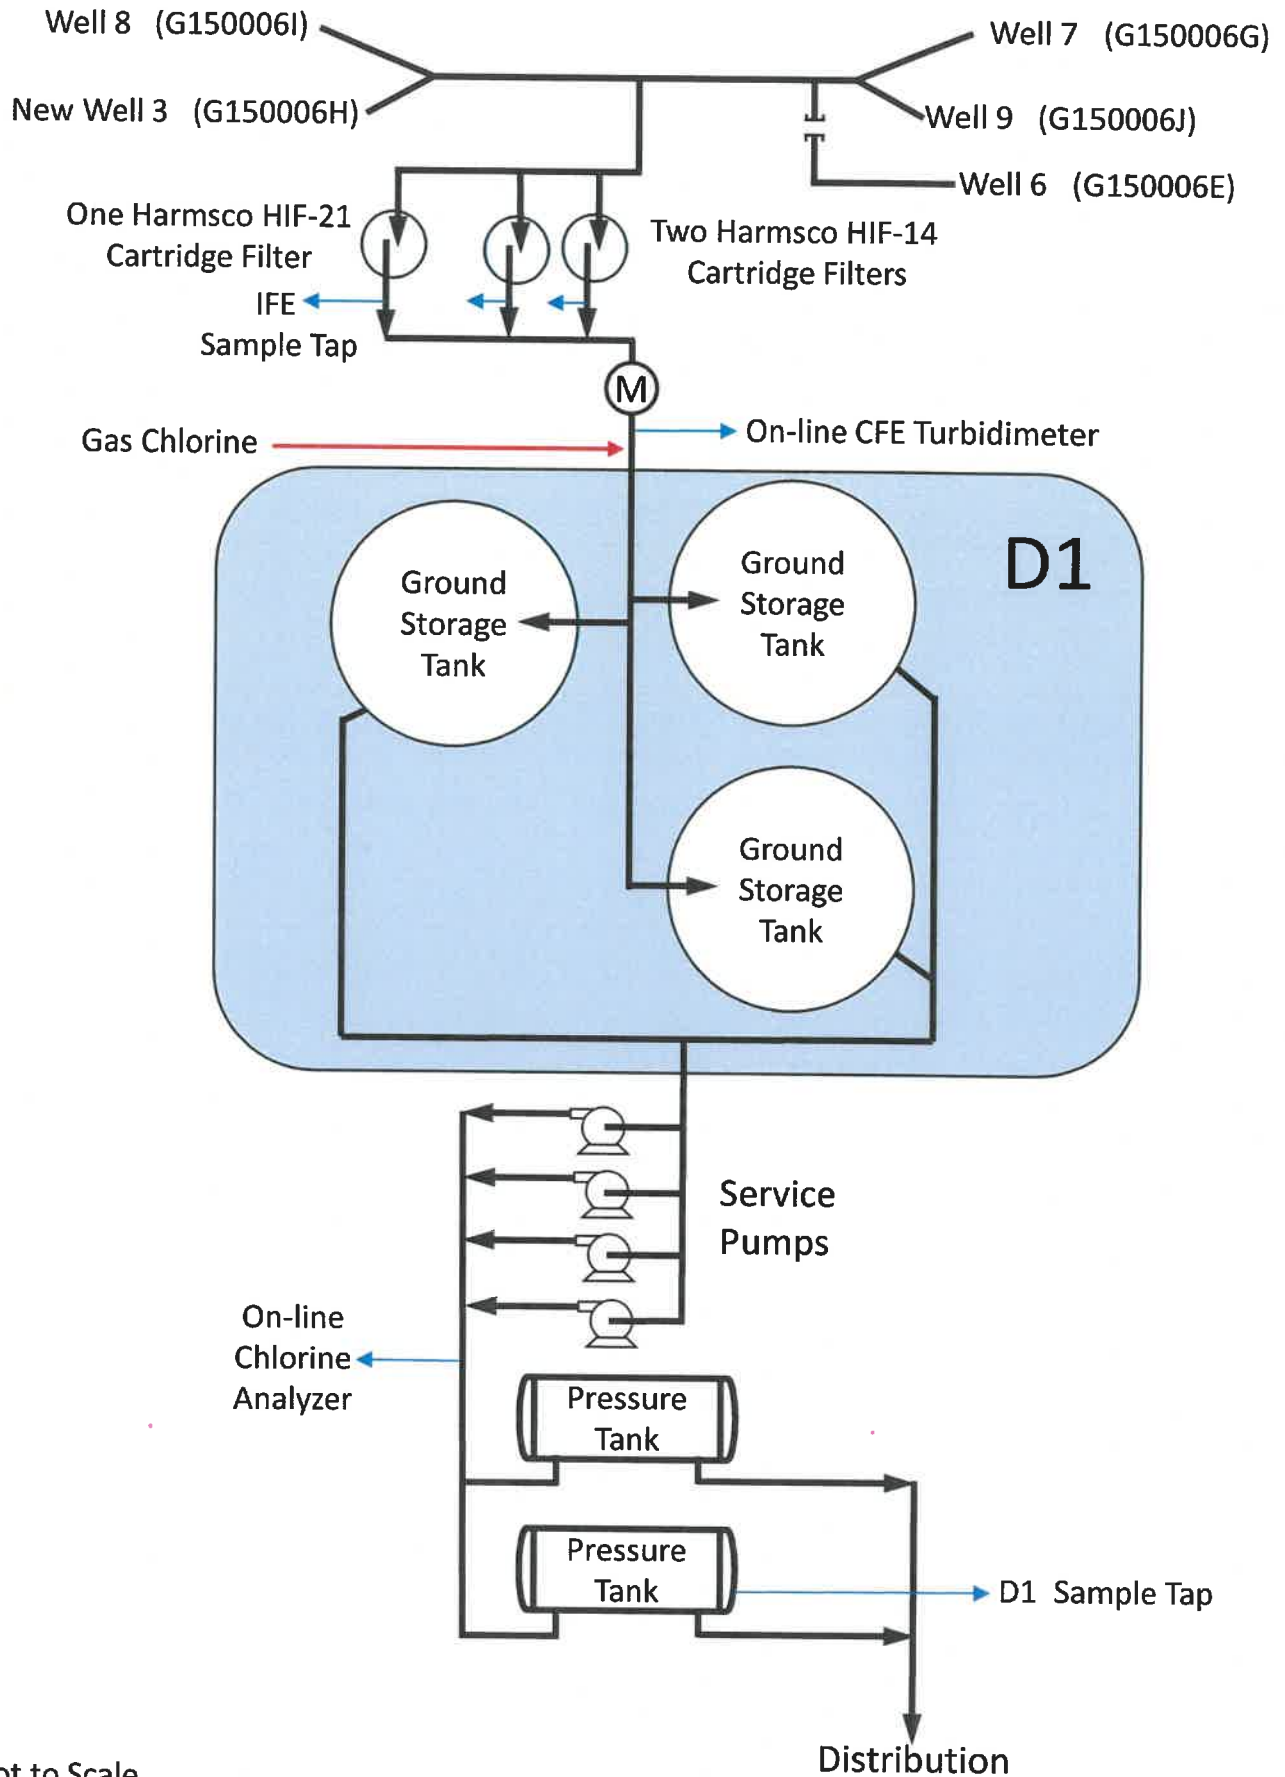 Well 8 (G150006I)
Well 7 (G150006G)
New Well 3 (G150006H)
Well 9 (G150006J)
Well 6 (G150006E)
One Harmsco HIF-21
Cartridge Filter
Two Harmsco HIF-14
Cartridge Filters
IFE
Sample Tap
M
Gas Chlorine
On-line CFE Turbidimeter
D1
Ground
Storage
Tank
Ground
Storage
Tank
Ground
Storage
Tank
Service
Pumps
On-line
Chlorine
Analyzer
Pressure
Tank
Pressure
Tank
D1 Sample Tap
Distribution
to Scale